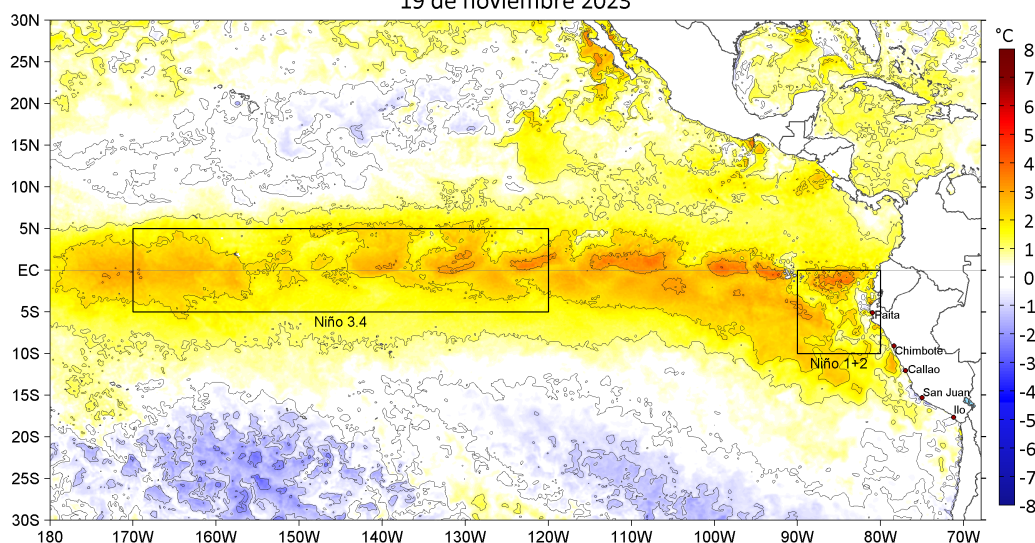 19 de noviembre 2023
30N
25N
20N
15N
10N
5N
EC
5S
10S
15S
20S
25S
30S
180 170W 160W 150W 140W 130W 120W 110W 100W 90W 80W 70W
Niño 3.4
Niño 1+2
Paita
Chimbote
Callao
San Juan
Ilo
°C
8
7
6
5
4
3
2
1
0
-1
-2
-3
-4
-5
-6
-7
-8